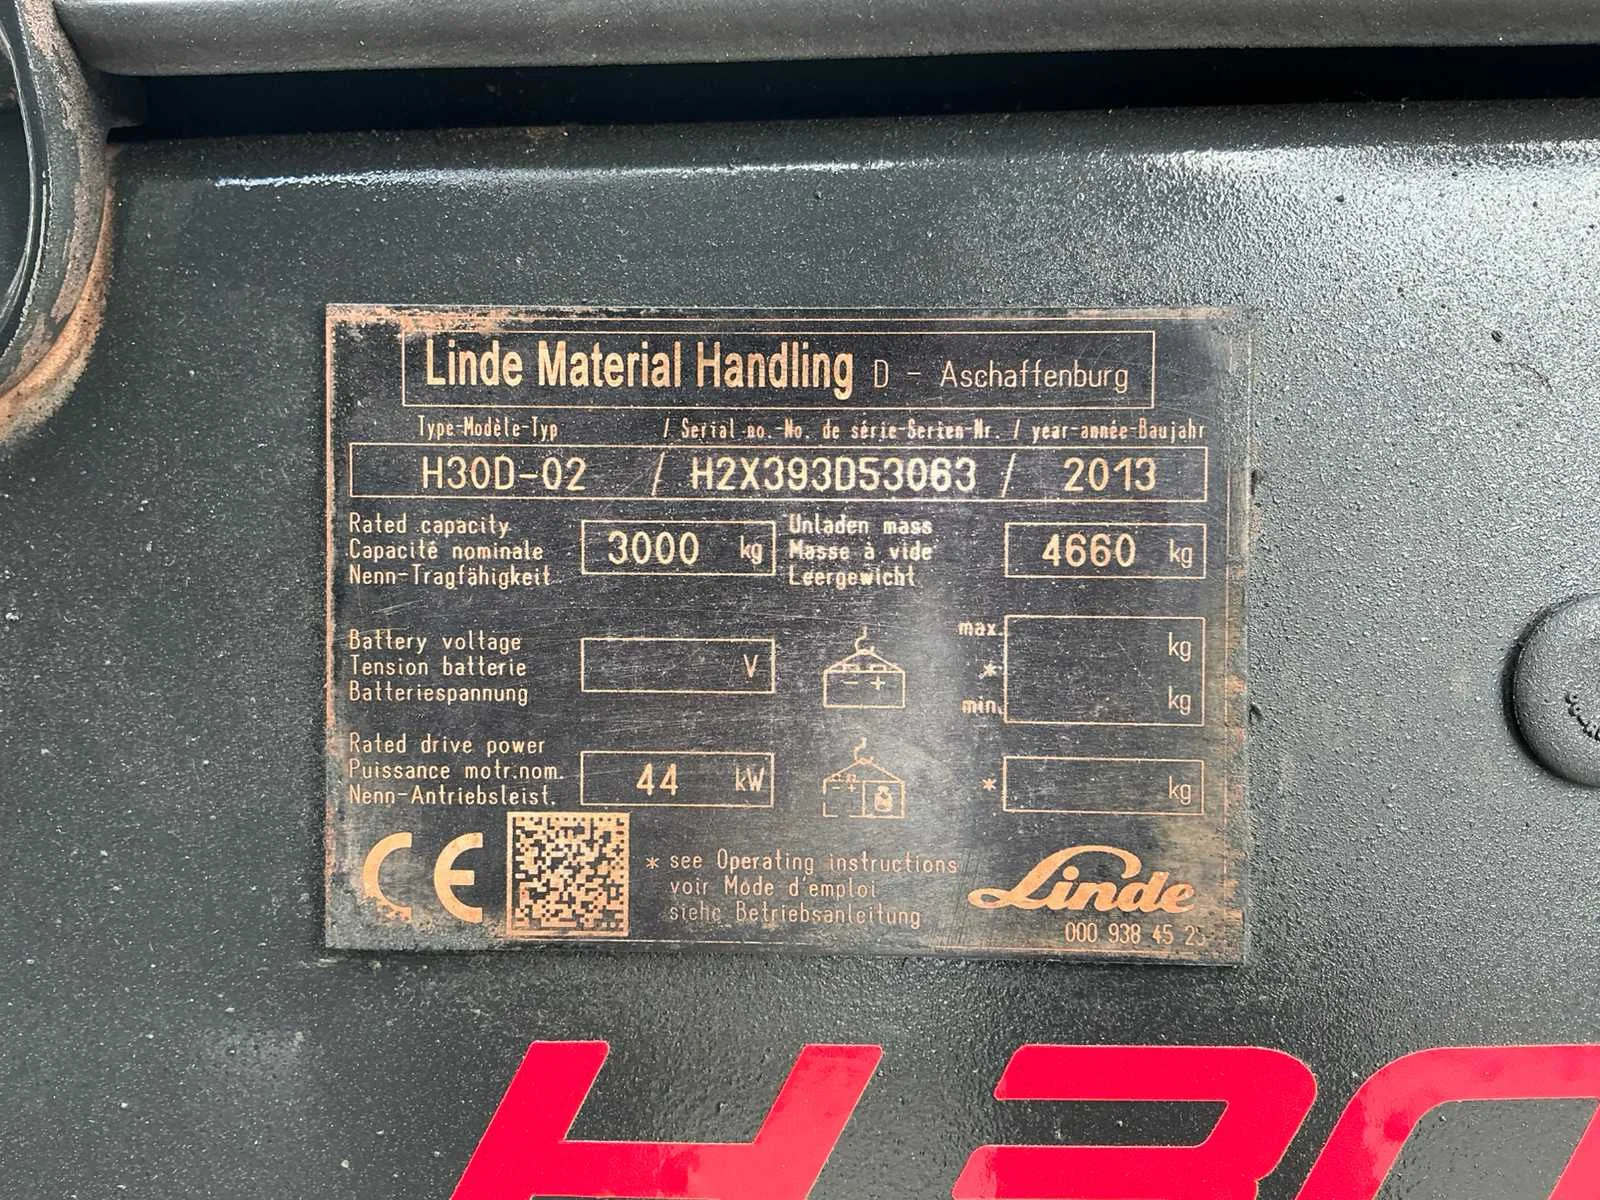 Linde Material Handling D - Aschaffenburg
Type-Modèle-Typ / Serial no.-No. de série-Serien Nr. / year-année-Baujahr
H30D-02 / H2X393D53063 / 2013
Rated capacity
Capacité nominale
Nenn-Tragfähigkeit
3000 kg
Unladen mass
Masse à vide
Leergewicht
4660 kg
Battery voltage
Tension batterie
Batteriespannung
V
- +
max. kg
*
min. kg
Rated drive power
Puissance motr.nom.
Nenn-Antriebsleist.
44 kW
- +
* kg
CE
* see Operating instructions
voir Mode d'emploi
siehe Betriebsanleitung
Linde
000 938 45
H30